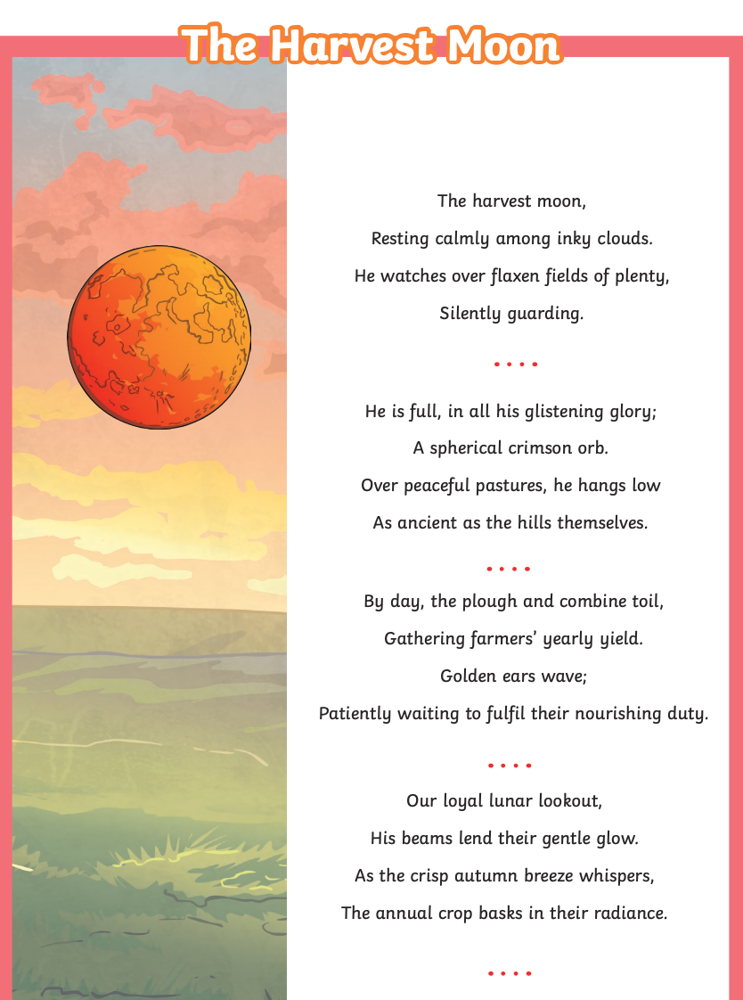 The Harvest Moon
The harvest moon,
Resting calmly among inky clouds.
He watches over flaxen fields of plenty,
Silently guarding.
....
He is full, in all his glistening glory;
A spherical crimson orb.
Over peaceful pastures, he hangs low
As ancient as the hills themselves.
....
By day, the plough and combine toil,
Gathering farmers’ yearly yield.
Golden ears wave;
Patiently waiting to fulfil their nourishing duty.
....
Our loyal lunar lookout,
His beams lend their gentle glow.
As the crisp autumn breeze whispers,
The annual crop basks in their radiance.
....